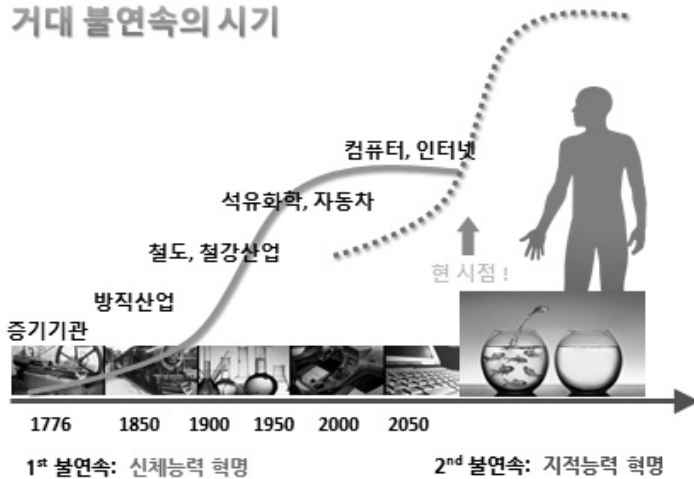 거대 불연속의 시기
컴퓨터, 인터넷
석유화학, 자동차
철도, 철강산업
현 시점 !
방직산업
증기기관
1776 1850 1900 1950 2000 2050
1st 불연속: 신체능력 혁명
2nd 불연속: 지적능력 혁명